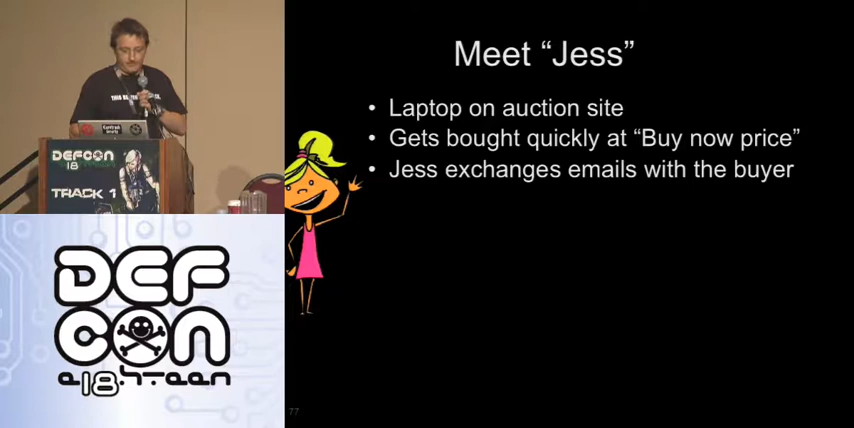 Meet “Jess”
• Laptop on auction site
• Gets bought quickly at “Buy now price”
• Jess exchanges emails with the buyer
DEFCON
18
TRACK 1
DEF
CON
e18hteen
77